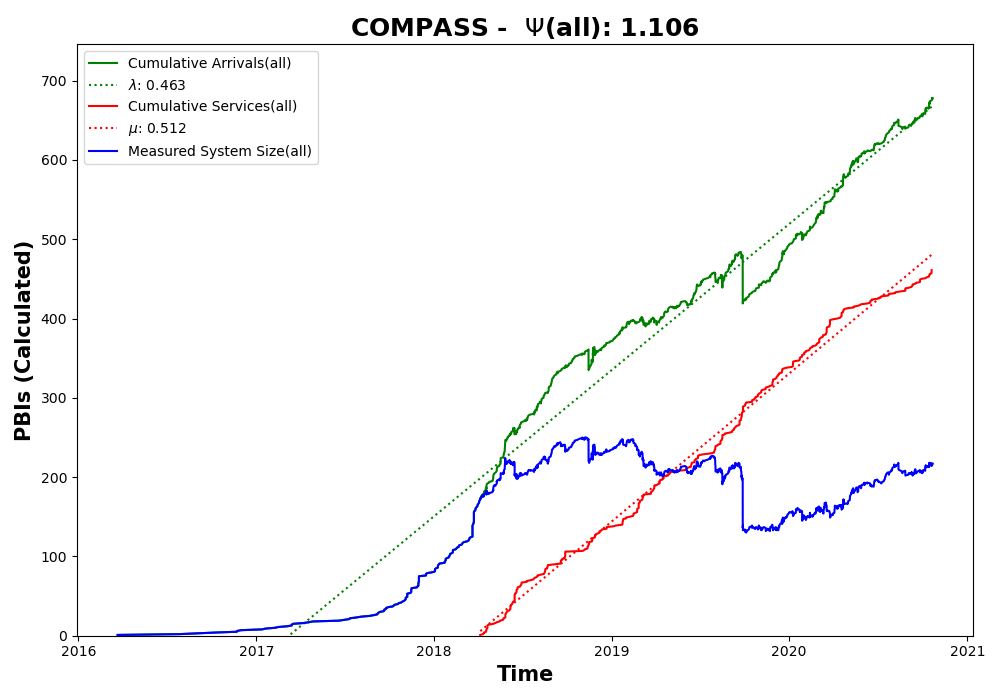 COMPASS - Ψ(all): 1.106
Cumulative Arrivals(all)
λ: 0.463
Cumulative Services(all)
μ: 0.512
Measured System Size(all)
PBIs (Calculated)
700
600
500
400
300
200
100
0
2016 2017 2018 2019 2020 2021
Time